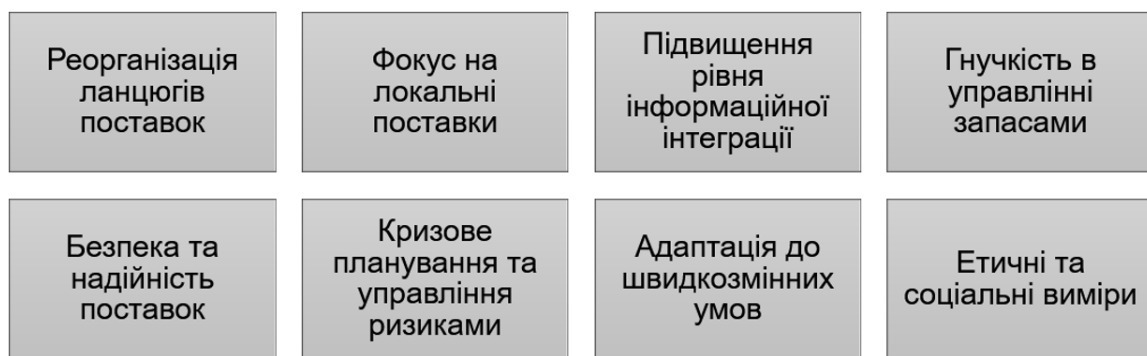 Реорганізація
ланцюгів
поставок
Фокус на
локальні
поставки
Підвищення
рівня
інформаційної
інтеграції
Гнучкість в
управлінні
запасами
Безпека та
надійність
поставок
Кризове
планування та
управління
ризиками
Адаптація до
швидкозмінних
умов
Етичні та
соціальні виміри